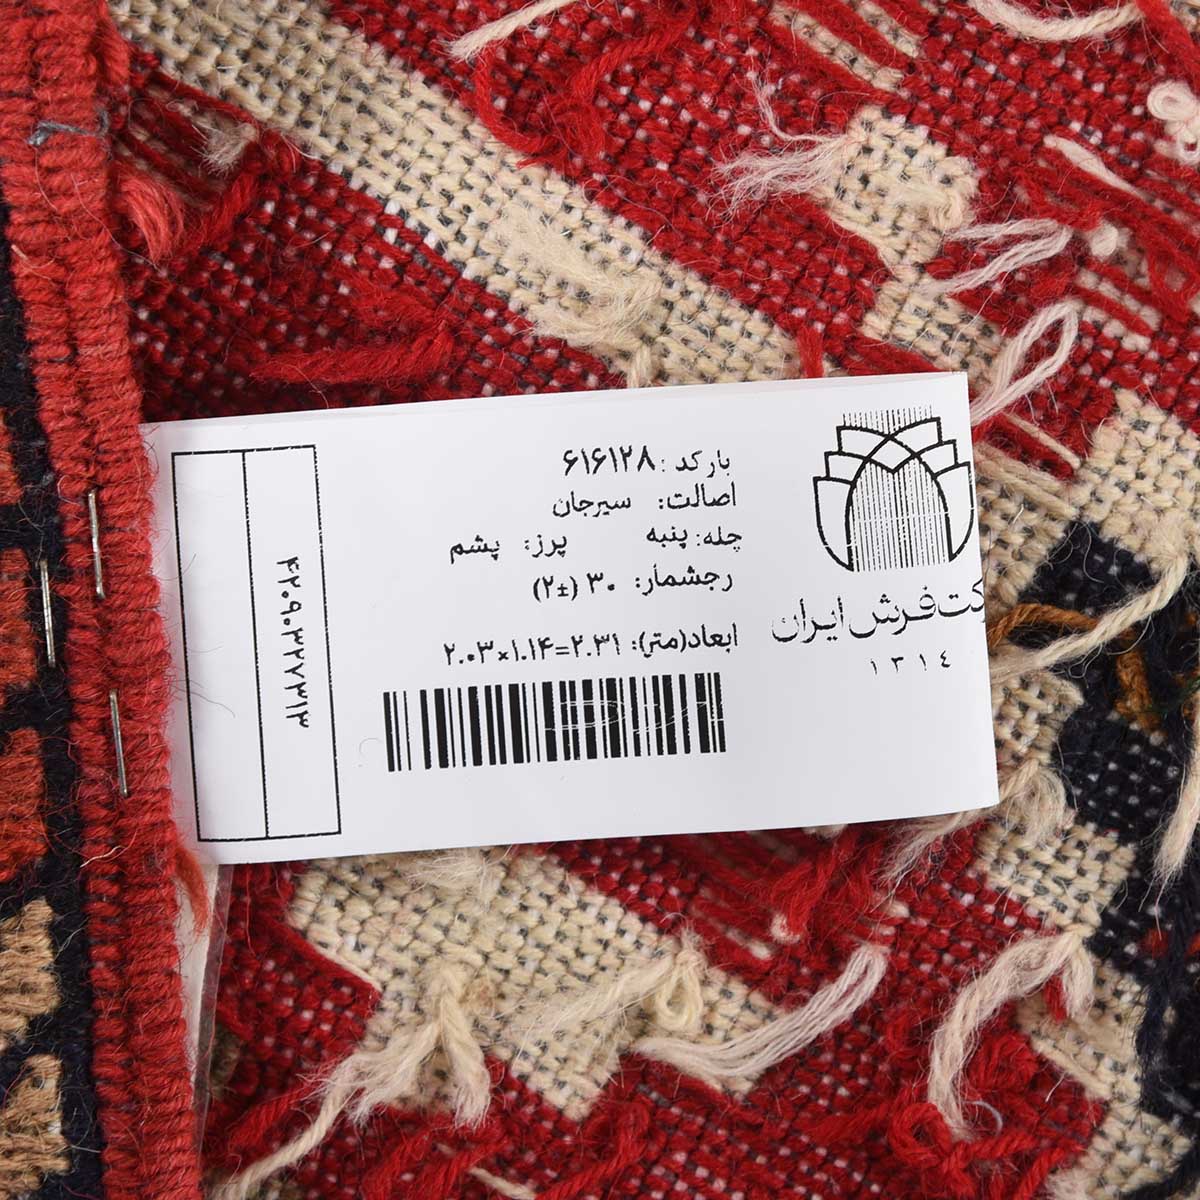 بارکد: ۶۱۶۱۲۸
اصالت: سیرجان
چله: پنبه پرز: پشم
رجشمار: ۳۰ (±۲)
ابعاد(متر): ۲.۰۳×۱.۱۴=۲.۳۱
فرش ایران
۱۳۱۴